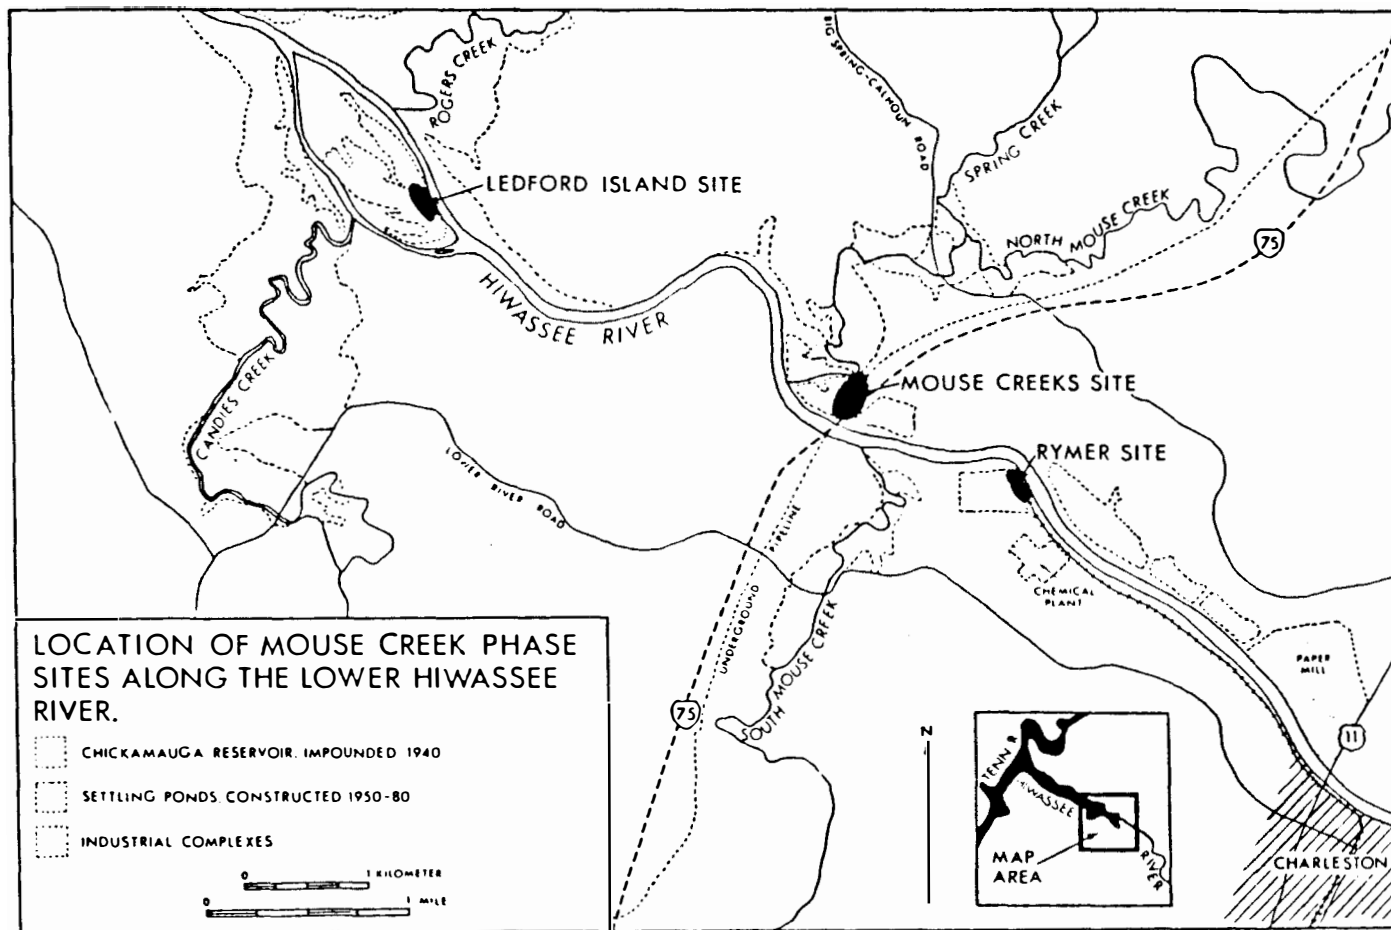 ROGERS CREEK
BIG SPRING-CALHOUN ROAD
SPRING CREEK
LEDFORD ISLAND SITE
NORTH MOUSE CREEK
75
HIWASSEE RIVER
MOUSE CREEKS SITE
CANDIES CREEK
RYMER SITE
LOWER RIVER ROAD
UNDERGROUND PIPELINE
CHEMICAL
PLANT
SOUTH MOUSE CREEK
PAPER
MILL
75
11
N
TENN R
HIWASSEE RIVER
MAP
AREA
CHARLESTON
LOCATION OF MOUSE CREEK PHASE
SITES ALONG THE LOWER HIWASSEE
RIVER.
CHICKAMAUGA RESERVOIR, IMPOUNDED 1940
SETTLING PONDS, CONSTRUCTED 1950-80
INDUSTRIAL COMPLEXES
0 1 KILOMETER
0 1 MILE